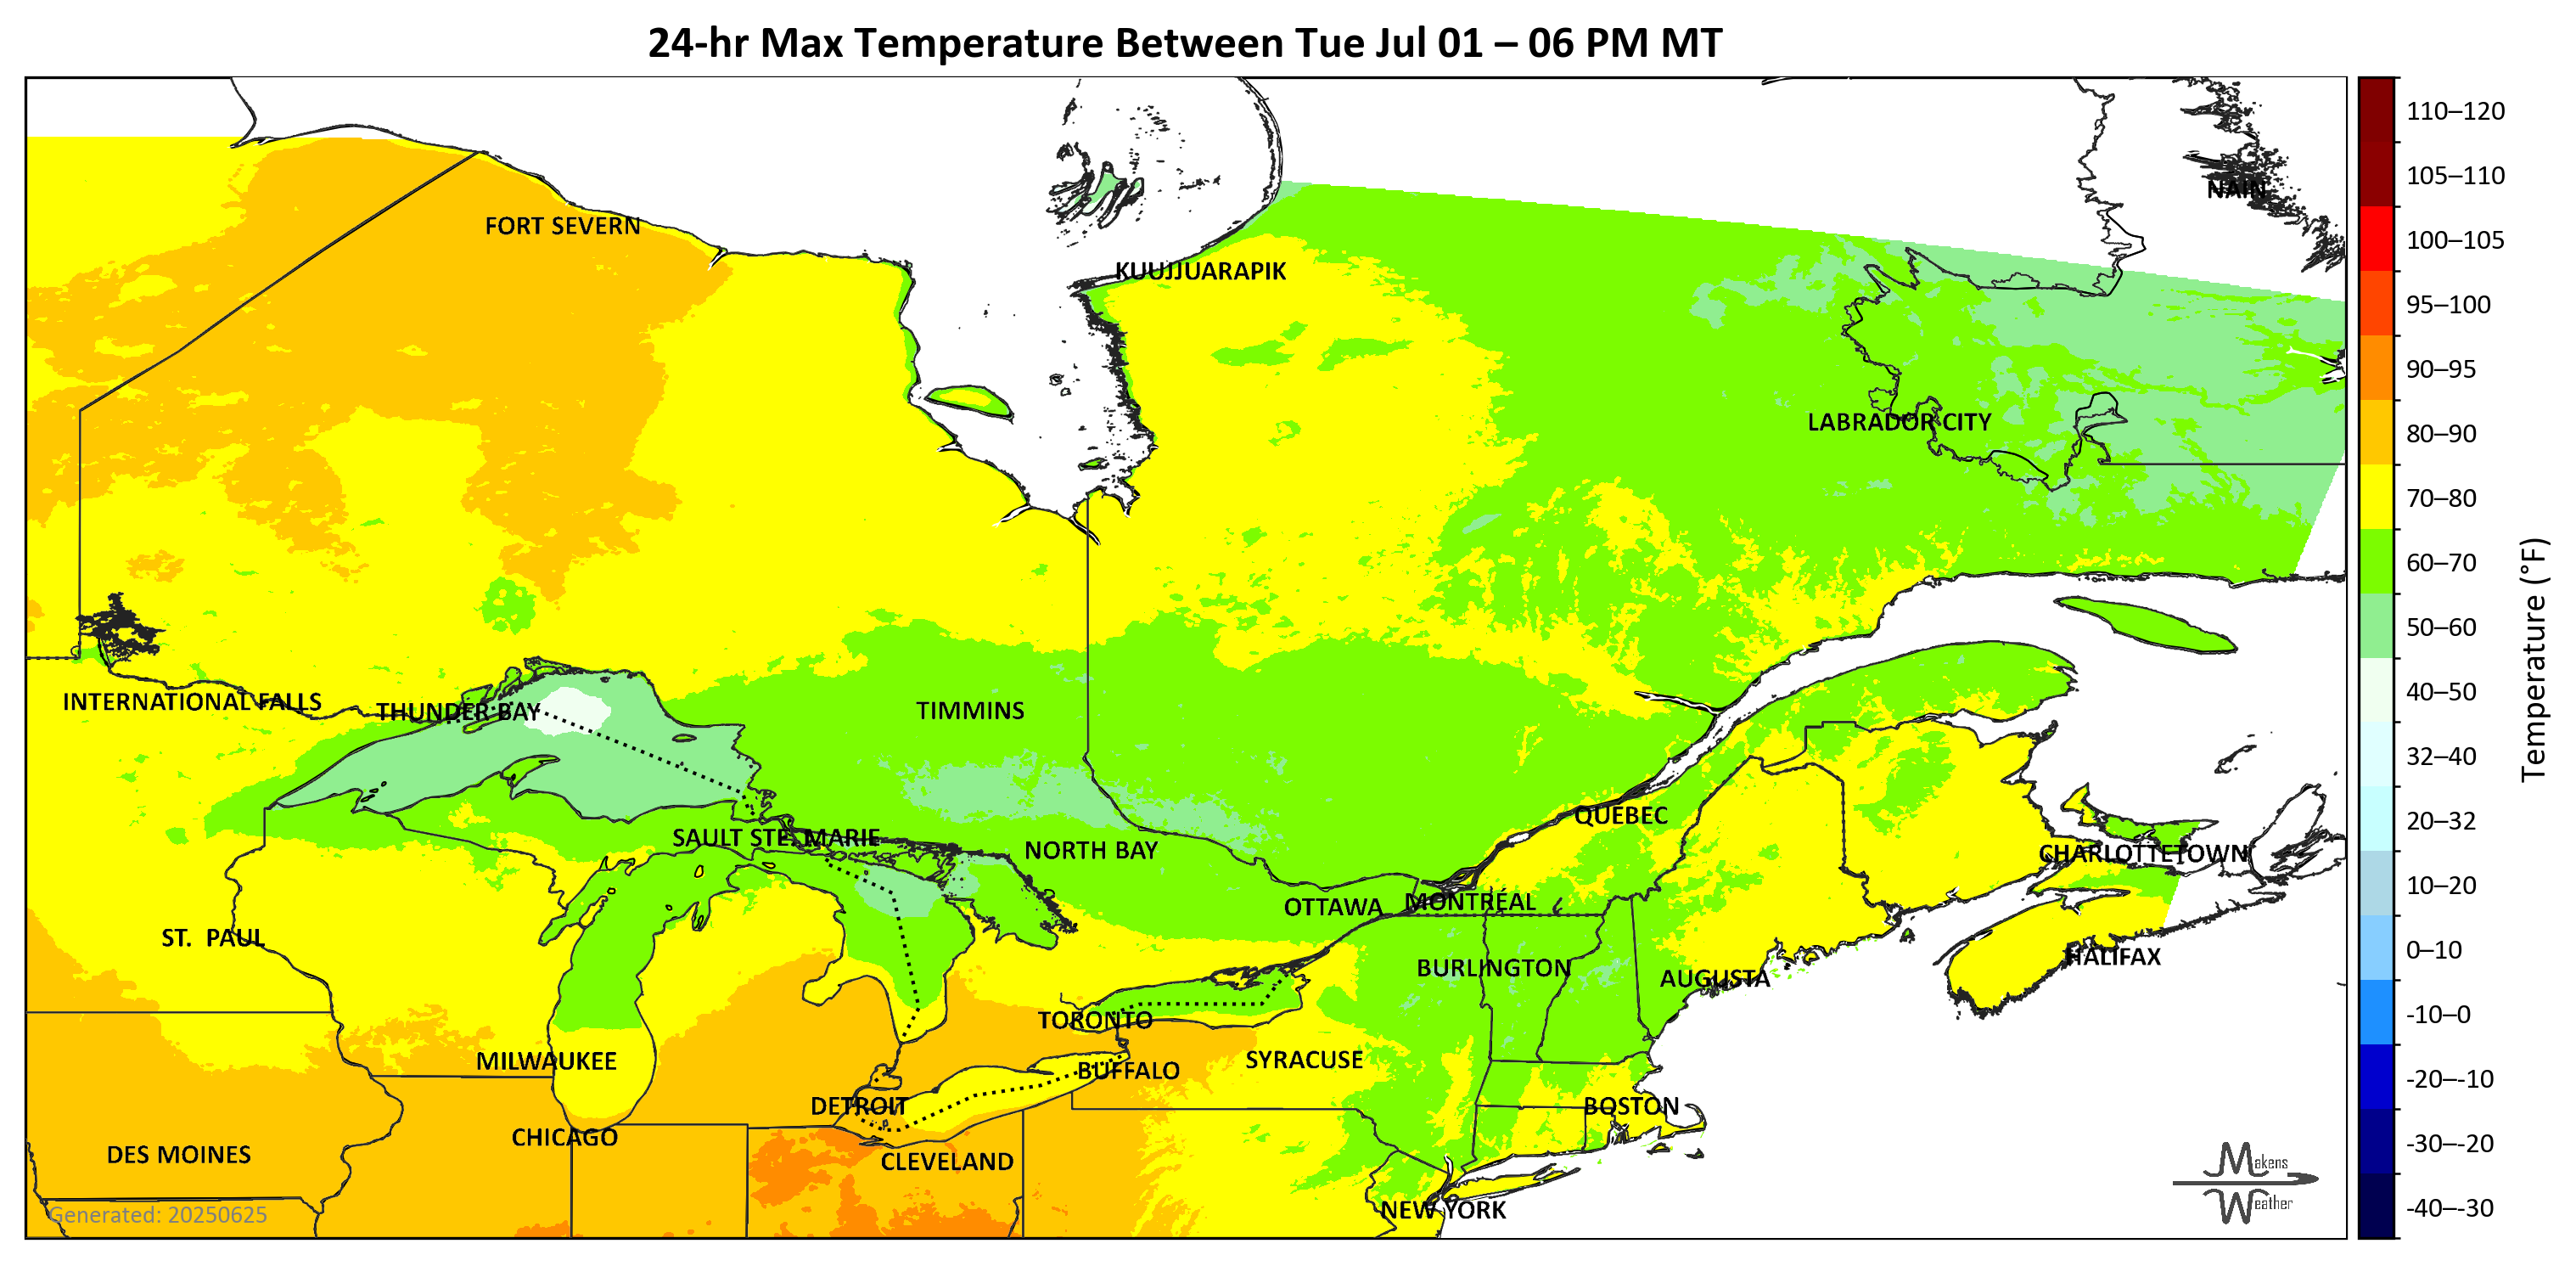 24-hr Max Temperature Between Tue Jul 01 – 06 PM MT
110–120
105–110
NAIN
FORT SEVERN
100–105
KUUJJUARAPIK
95–100
90–95
LABRADOR CITY
80–90
70–80
60–70
50–60
Temperature (°F)
40–50
INTERNATIONAL FALLS
THUNDER BAY
TIMMINS
32–40
QUEBEC
20–32
SAULT STE. MARIE
NORTH BAY
CHARLOTTETOWN
10–20
OTTAWA
MONTRÉAL
ST. PAUL
0–10
HALIFAX
BURLINGTON
AUGUSTA
-10–0
TORONTO
MILWAUKEE
SYRACUSE
BUFFALO
-20–-10
DETROIT
BOSTON
CHICAGO
-30–-20
DES MOINES
CLEVELAND
Makens
Weather
-40–-30
NEW YORK
Generated: 20250625